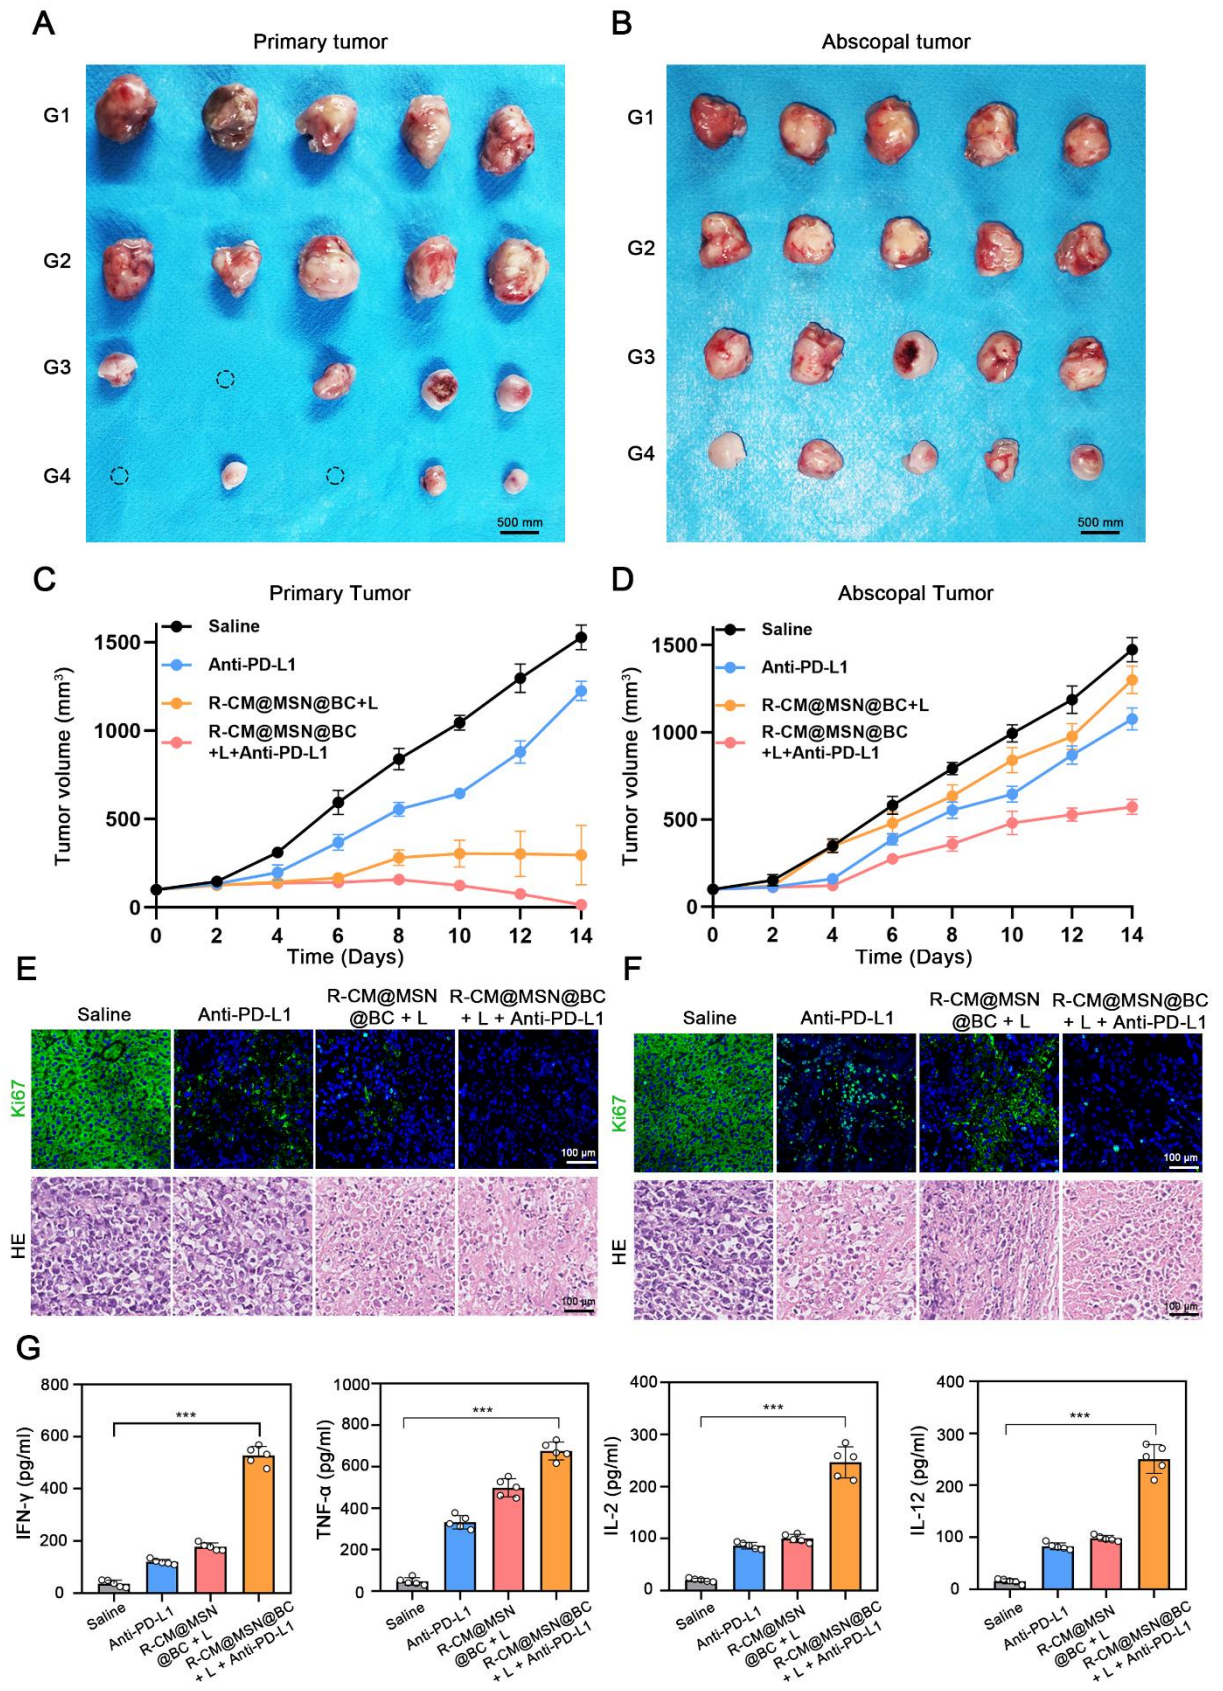 A
Primary tumor
G1
G2
G3
G4
500 mm
B
Abscopal tumor
G1
G2
G3
G4
500 mm
C
Primary Tumor
Tumor volume (mm³)
1500
1000
500
0
Saline
Anti-PD-L1
R-CM@MSN@BC+L
R-CM@MSN@BC
+L+Anti-PD-L1
0 2 4 6 8 10 12 14
Time (Days)
D
Abscopal Tumor
Tumor volume (mm³)
1500
1000
500
0
Saline
Anti-PD-L1
R-CM@MSN@BC+L
R-CM@MSN@BC
+L+Anti-PD-L1
0 2 4 6 8 10 12 14
Time (Days)
E
Saline
Anti-PD-L1
R-CM@MSN
@BC + L
R-CM@MSN@BC
+ L + Anti-PD-L1
Ki67
100 μm
HE
100 μm
F
Saline
Anti-PD-L1
R-CM@MSN
@BC + L
R-CM@MSN@BC
+ L + Anti-PD-L1
Ki67
100 μm
HE
100 μm
G
IFN-γ (pg/ml)
800
600
400
200
0
***
Saline
Anti-PD-L1
R-CM@MSN
@BC + L
R-CM@MSN@BC
+ L + Anti-PD-L1
TNF-α (pg/ml)
1000
800
600
400
200
0
***
Saline
Anti-PD-L1
R-CM@MSN
@BC + L
R-CM@MSN@BC
+ L + Anti-PD-L1
IL-2 (pg/ml)
400
300
200
100
0
***
Saline
Anti-PD-L1
R-CM@MSN
@BC + L
R-CM@MSN@BC
+ L + Anti-PD-L1
IL-12 (pg/ml)
400
300
200
100
0
***
Saline
Anti-PD-L1
R-CM@MSN
@BC + L
R-CM@MSN@BC
+ L + Anti-PD-L1